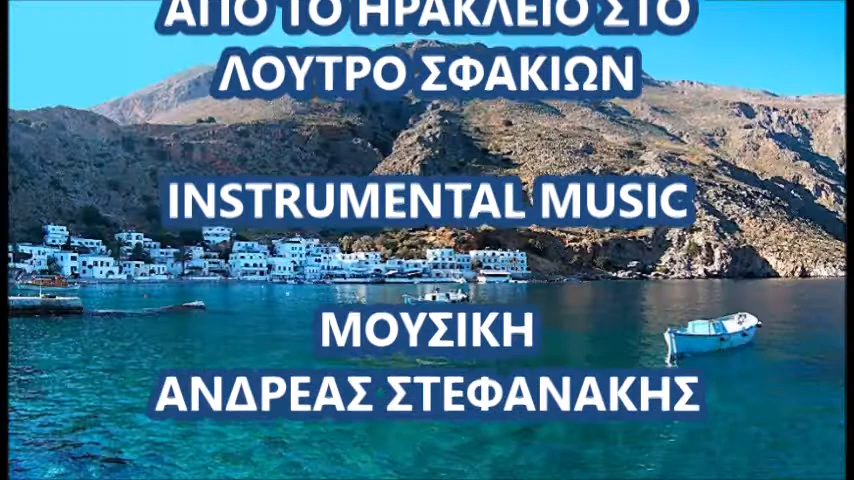 ΑΠΟ ΤΟ ΗΡΑΚΛΕΙΟ ΣΤΟ
ΛΟΥΤΡΟ ΣΦΑΚΙΩΝ
INSTRUMENTAL MUSIC
ΜΟΥΣΙΚΗ
ΑΝΔΡΕΑΣ ΣΤΕΦΑΝΑΚΗΣ